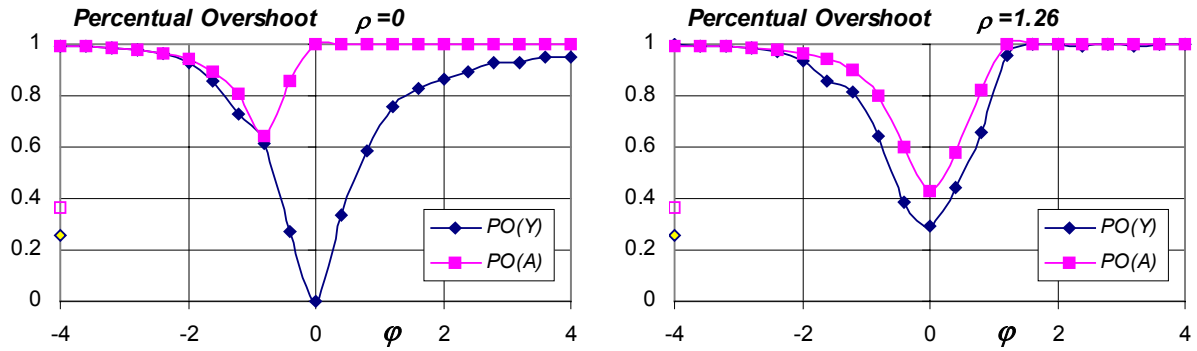 Percentual Overshoot ρ=0
1
0.8
0.6
0.4
0.2
0
-4 -2 0 2 4
φ
PO(Y)
PO(A)
Percentual Overshoot ρ=1.26
1
0.8
0.6
0.4
0.2
0
-4 -2 0 2 4
φ
PO(Y)
PO(A)